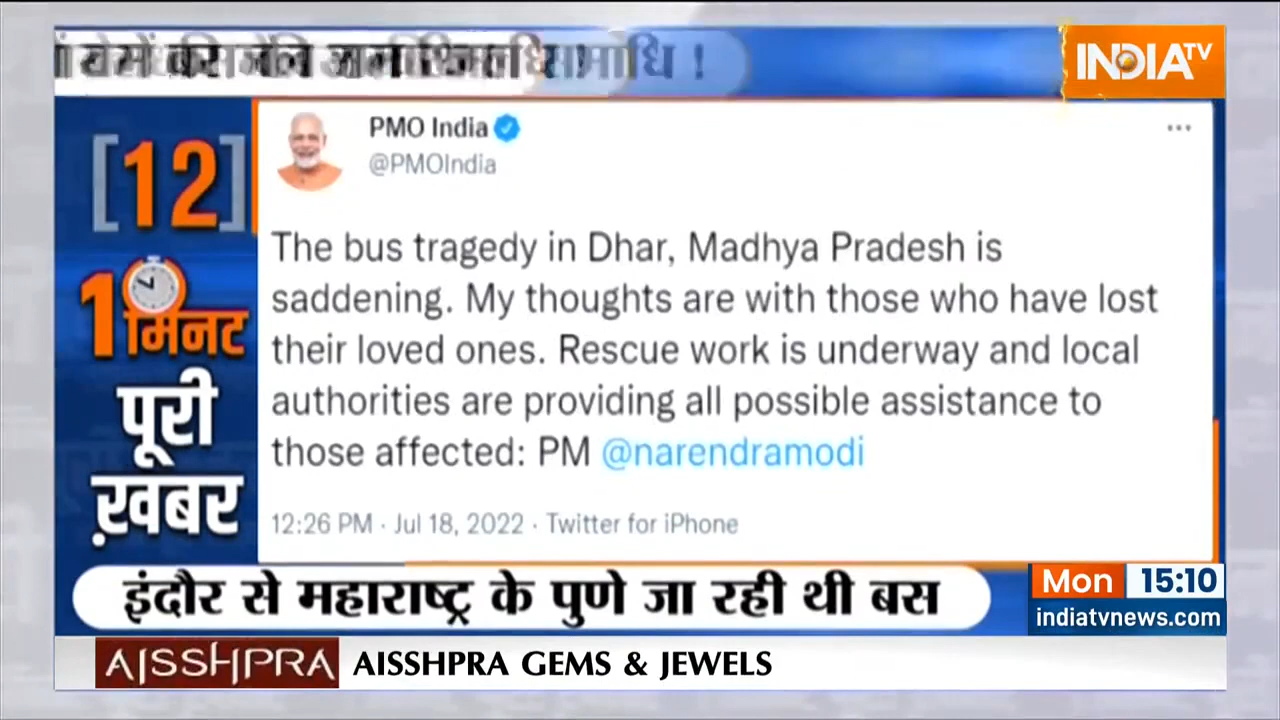 समाधि !
INDIA TV
[12]
1 मिनट
पूरी
ख़बर
PMO India
@PMOIndia
The bus tragedy in Dhar, Madhya Pradesh is
saddening. My thoughts are with those who have lost
their loved ones. Rescue work is underway and local
authorities are providing all possible assistance to
those affected: PM @narendramodi
12:26 PM · Jul 18, 2022 · Twitter for iPhone
इंदौर से महाराष्ट्र के पुणे जा रही थी बस
Mon 15:10
indiatvnews.com
AISSHPRA AISSHPRA GEMS & JEWELS